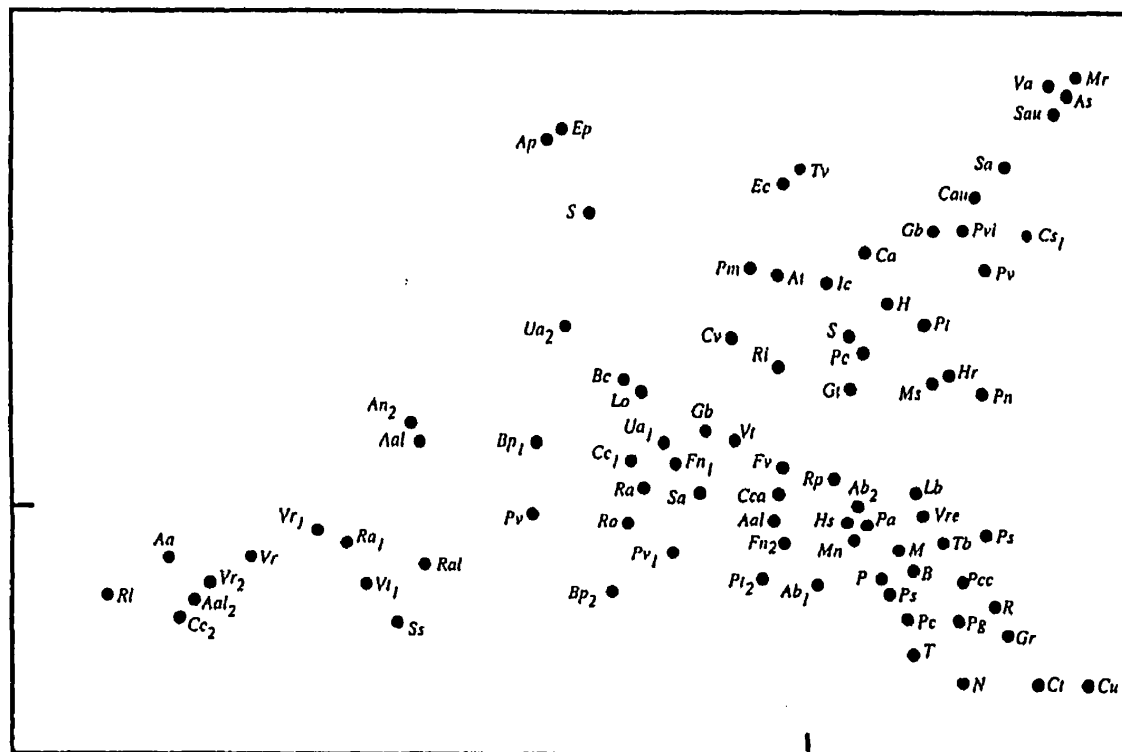 Va Mr
As
Sau
Ep
Ap
Sa
Tv
Ec
Cau
S
Gb Pvi Cs1
Ca
Pm At Ic Pv
H
Ua2 Pi
Cv S
Ri Pc
Bc Hr
Lo Gt Ms Pn
An2
Gb
Aal Bp1 Ua1 Vt
Cc1 Fn1 Fv
Rp
Ra Sa Cca Lb
Ab2
Pv Ro Aal Hs Pa Vre
Vr1
Ra1 Fn2 Mn Tb Ps
Aa Vr Pv1 M
Ral
B
Vr2 Vt1 Pt2 Ab1 P Pcc
Rl Bp2 Ps
Aal2
R
Cc2 Ss Pc Pg
Gr
T
N Ct Cu